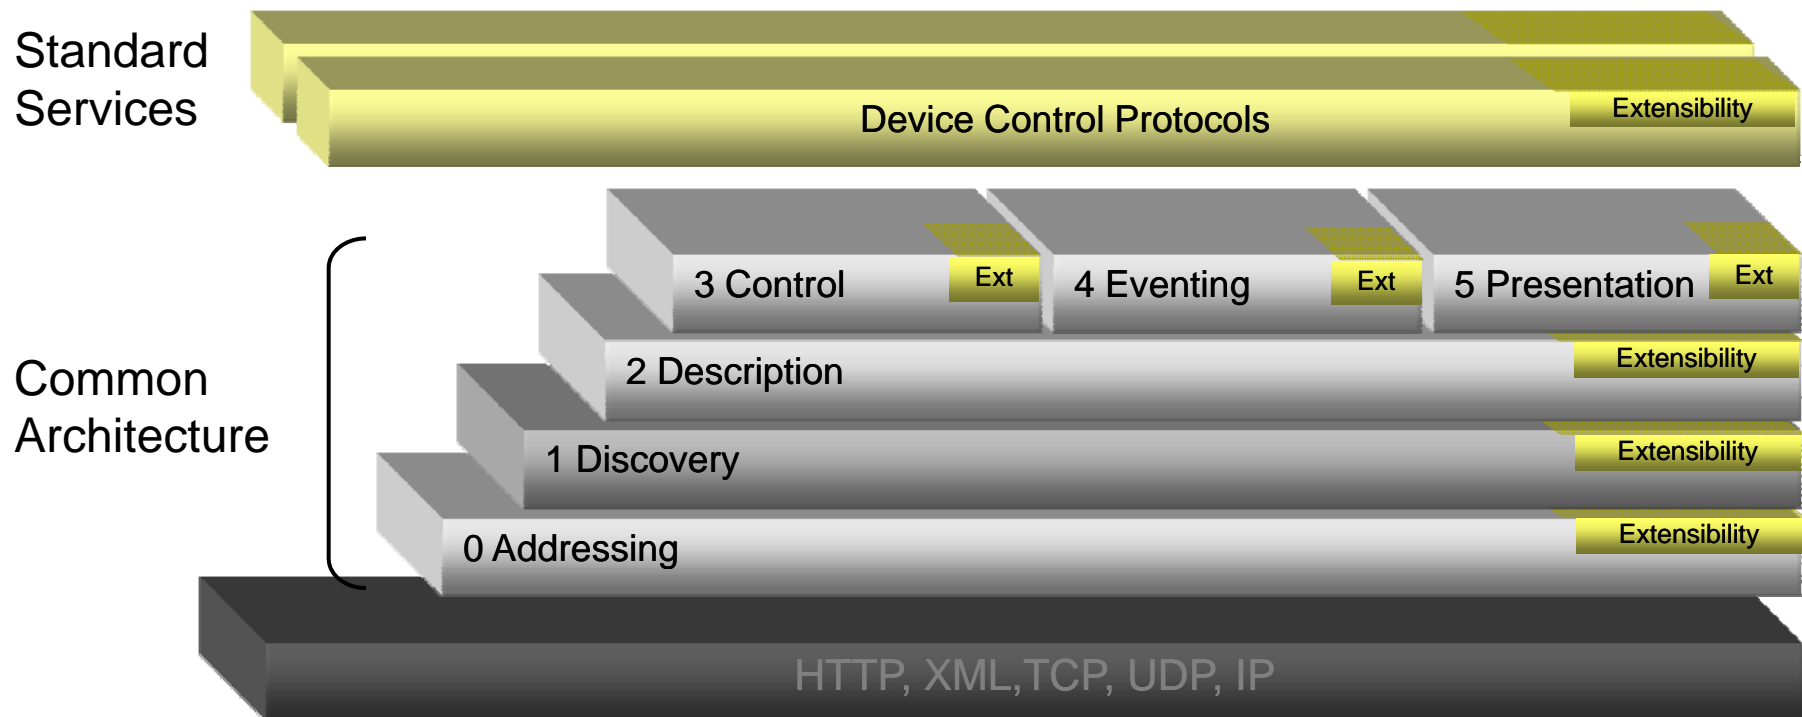 Standard
Services
Device Control Protocols
Extensibility
3 Control
Ext
4 Eventing
Ext
5 Presentation
Ext
Common
Architecture
2 Description
Extensibility
1 Discovery
Extensibility
0 Addressing
Extensibility
HTTP, XML,TCP, UDP, IP